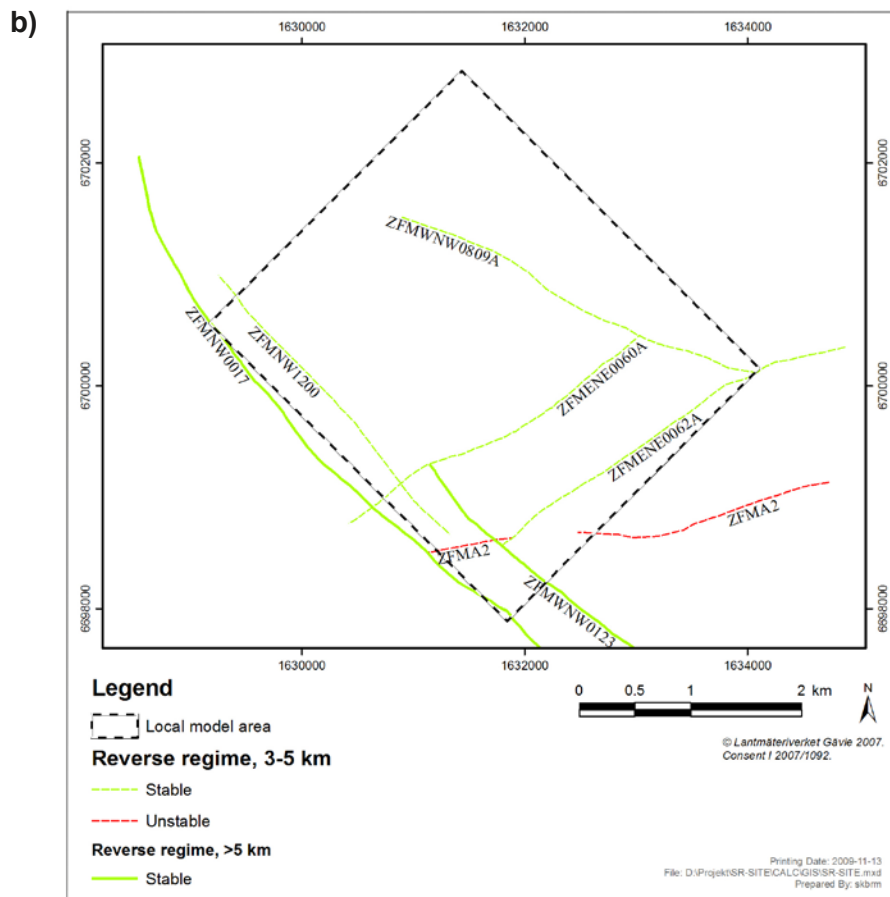 b)
1630000 1632000 1634000
6702000 6702000
ZFMWNW0809A
ZFMNW0017
ZFMNW1200
ZFMENE0060A
6700000 6700000
ZFMENE0062A
ZFMA2
ZFMA2
ZFMWNW0123
6698000 6698000
1630000 1632000 1634000
Legend
Local model area
Reverse regime, 3-5 km
Stable
Unstable
Reverse regime, >5 km
Stable
0 0.5 1 2 km
N
© Lantmäteriverket Gävle 2007.
Consent I 2007/1092.
Printing Date: 2009-11-13
File: D:\Projekt\SR-SITE\CALC\GIS\SR-SITE.mxd
Prepared By: skbrm